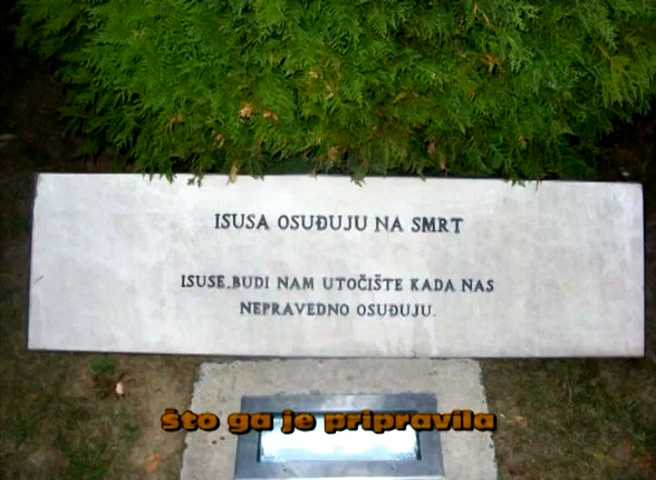 ISUSA OSUĐUJU NA SMRT
ISUSE,BUDI NAM UTOČIŠTE KADA NAS
NEPRAVEDNO OSUĐUJU.
što ga je pripravila